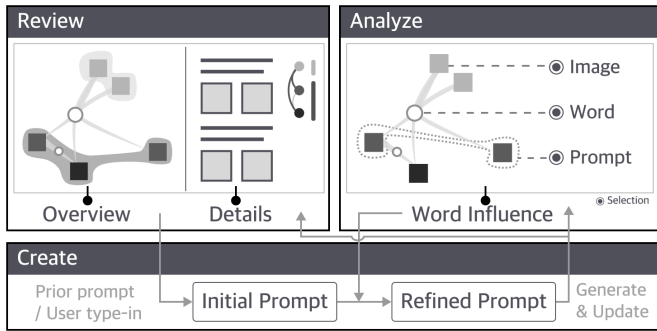 Review
Overview
Details
Analyze
Image
Word
Prompt
Selection
Word Influence
Create
Prior prompt
/ User type-in
Initial Prompt
Refined Prompt
Generate
& Update